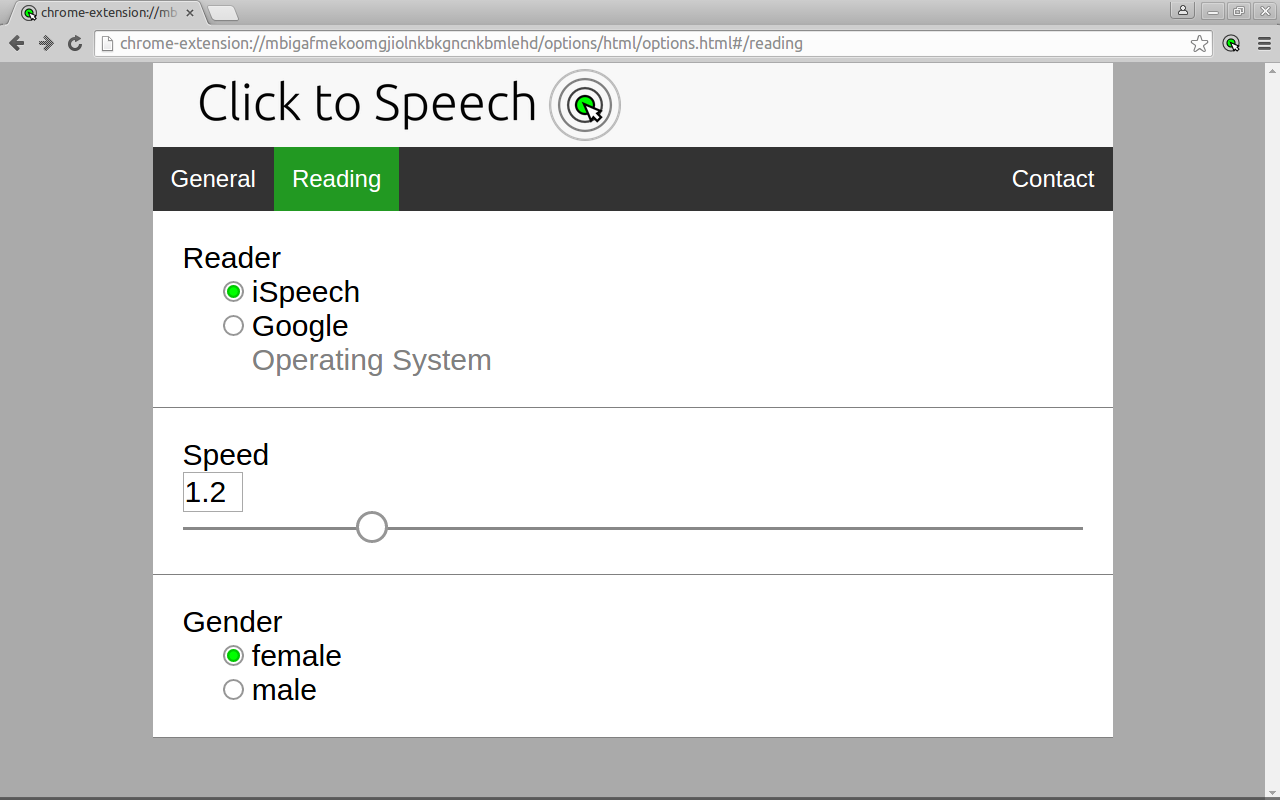 chrome-extension://mb
chrome-extension://mbigafmekoomgjiolnkbkgncnkbmlehd/options/html/options.html#/reading
Click to Speech
General Reading Contact
Reader
iSpeech
Google
Operating System
Speed
1.2
Gender
female
male